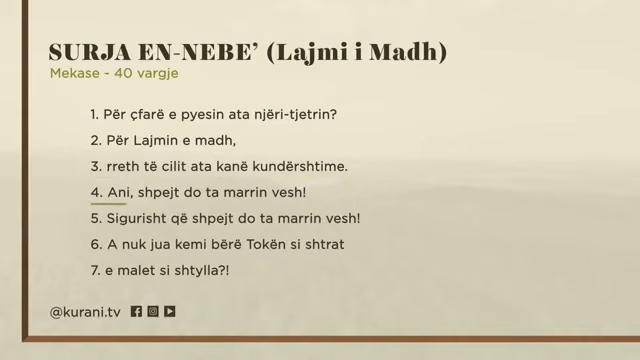 SURJA EN-NEBE’ (Lajmi i Madh)
Mekase - 40 vargje
1. Për çfarë e pyesin ata njëri-tjetrin?
2. Për Lajmin e madh,
3. rreth të cilit ata kanë kundërshtime.
4. Ani, shpejt do ta marrin vesh!
5. Sigurisht që shpejt do ta marrin vesh!
6. A nuk jua kemi bërë Tokën si shtrat
7. e malet si shtylla?!
@kurani.tv